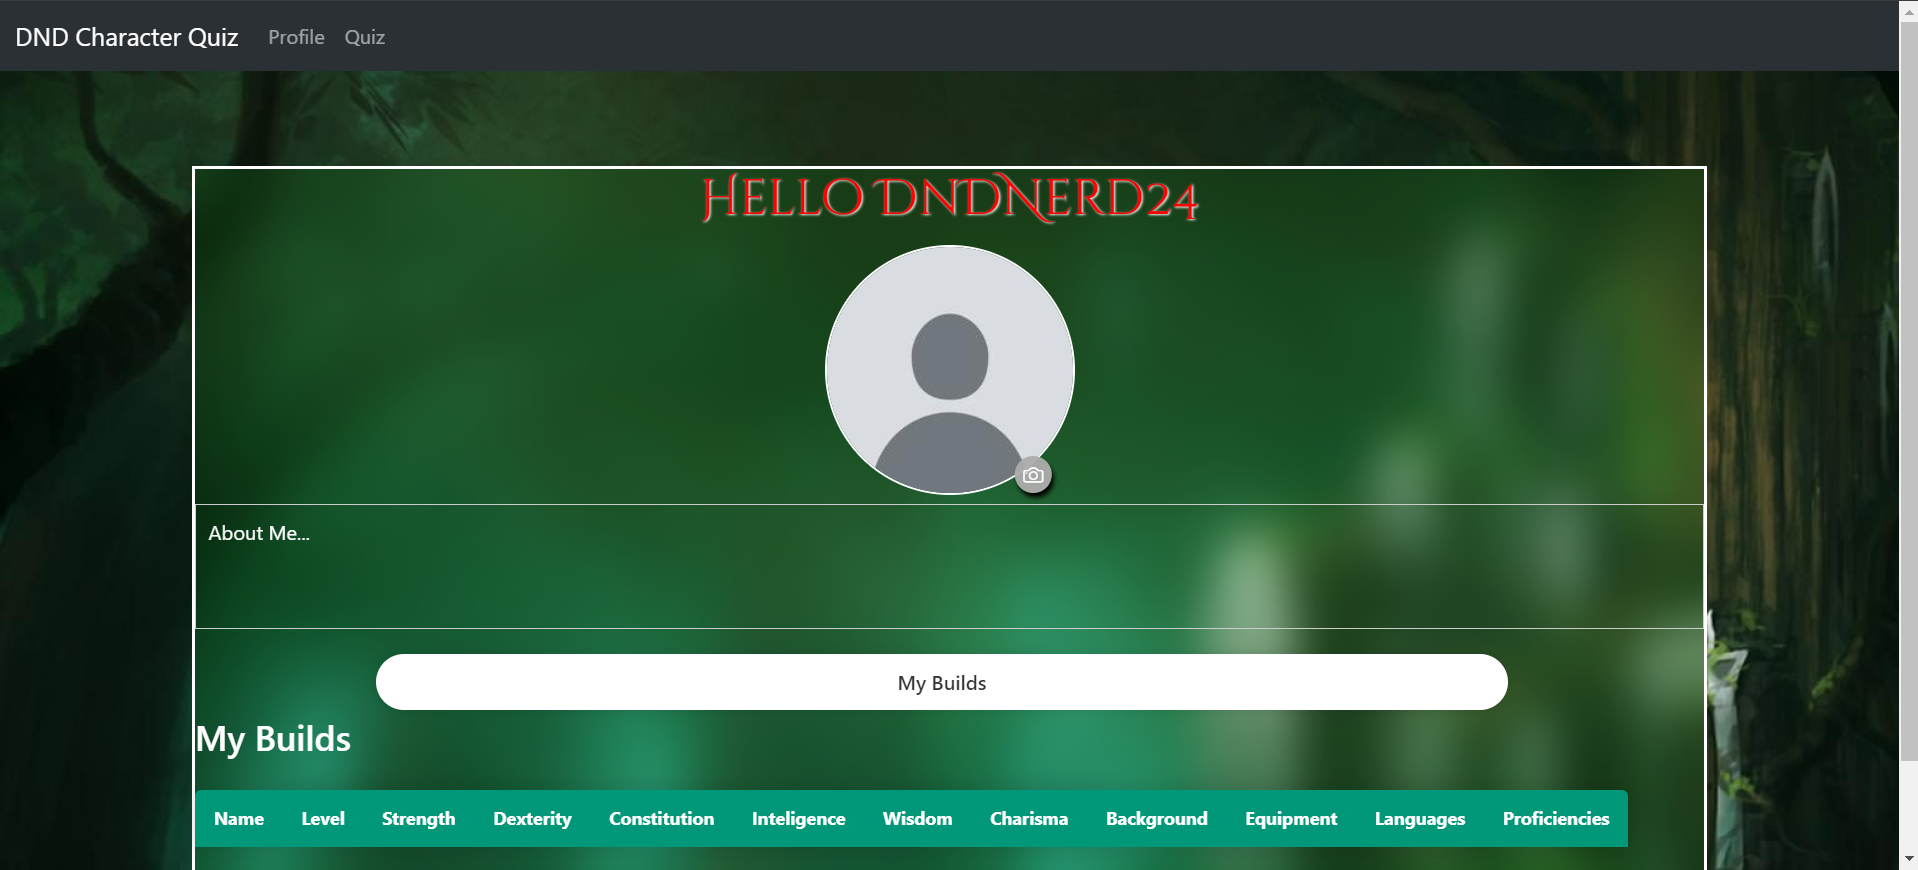 DND Character Quiz Profile Quiz
Hello DnDNerd24
About Me...
My Builds
My Builds
Name Level Strength Dexterity Constitution Inteligence Wisdom Charisma Background Equipment Languages Proficiencies